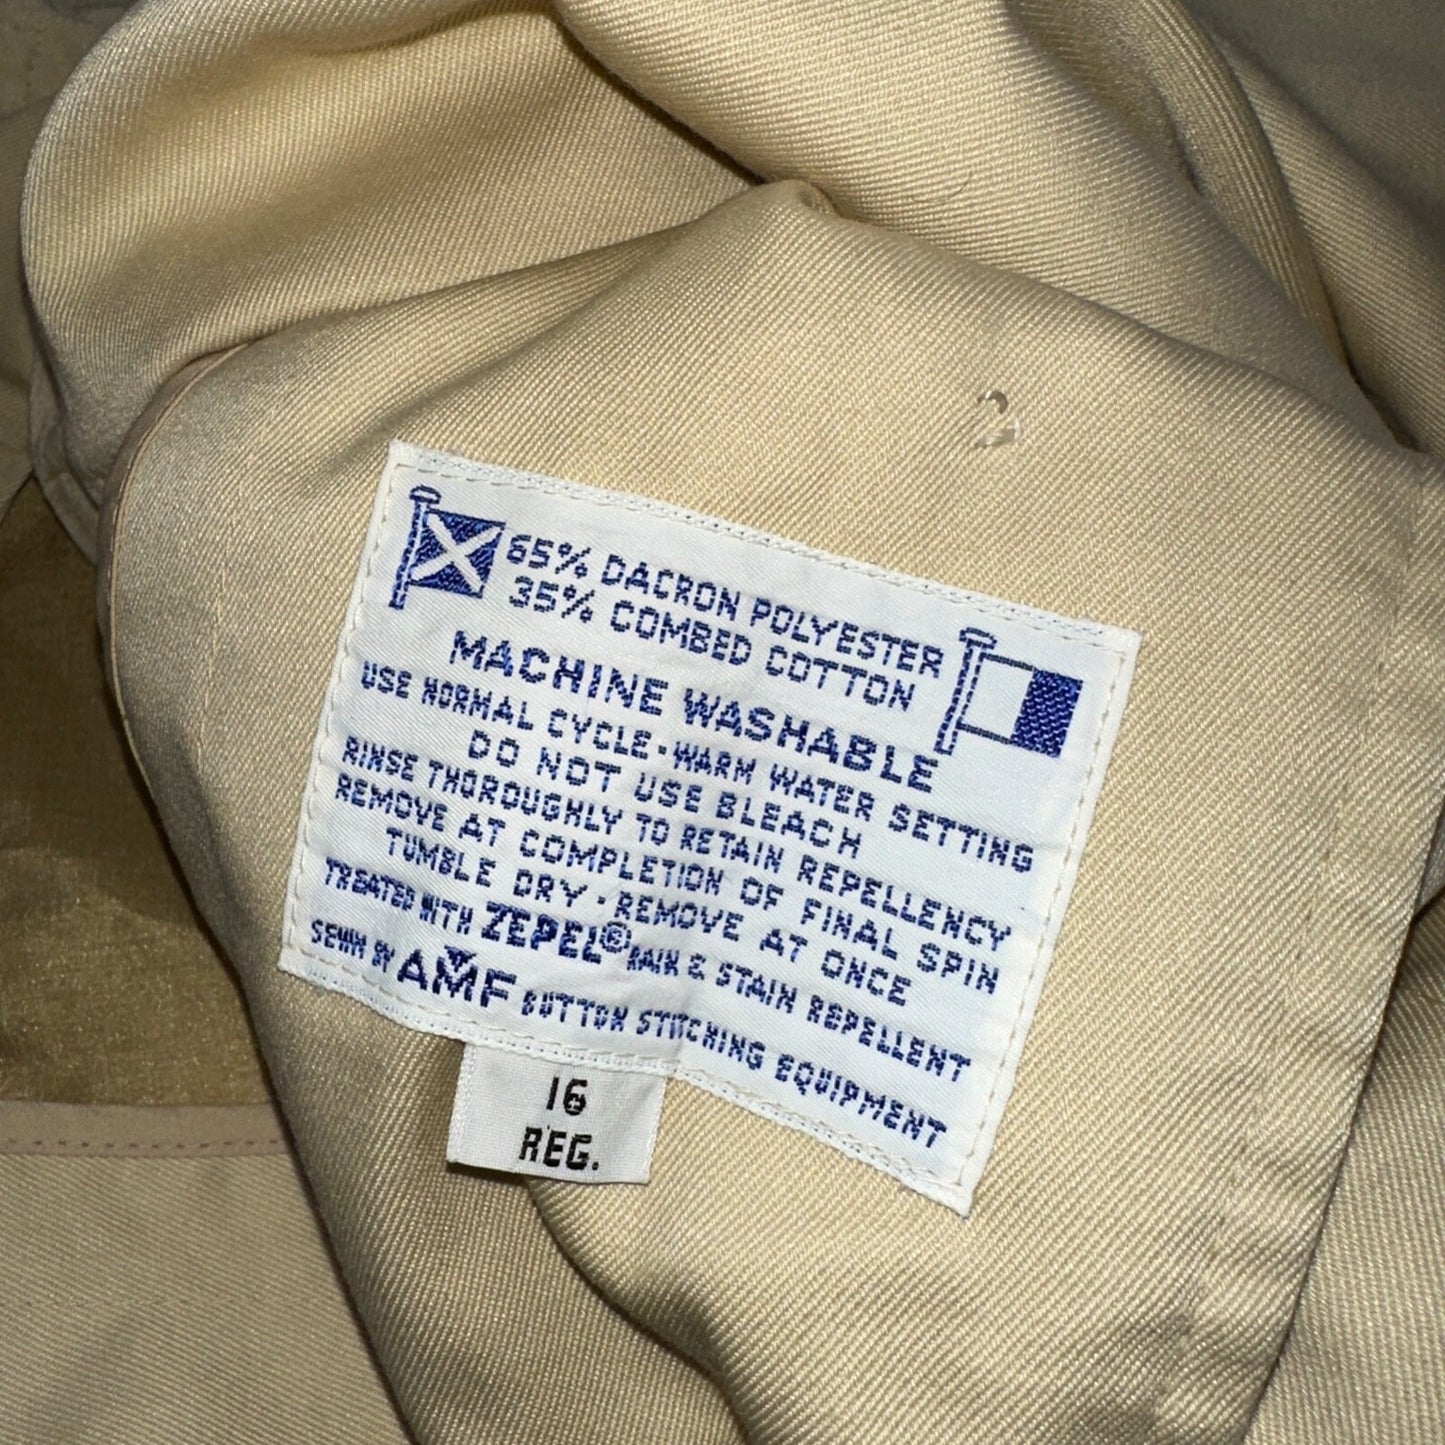 65% DACRON POLYESTER
35% COMBED COTTON
MACHINE WASHABLE
USE NORMAL CYCLE · WARM WATER SETTING
DO NOT USE BLEACH
RINSE THOROUGHLY TO RETAIN REPELLENCY
REMOVE AT COMPLETION OF FINAL SPIN
TUMBLE DRY · REMOVE AT ONCE
TREATED WITH ZEPEL® RAIN & STAIN REPELLENT
SEWN BY AMF BUTTON STITCHING EQUIPMENT
16
REG.